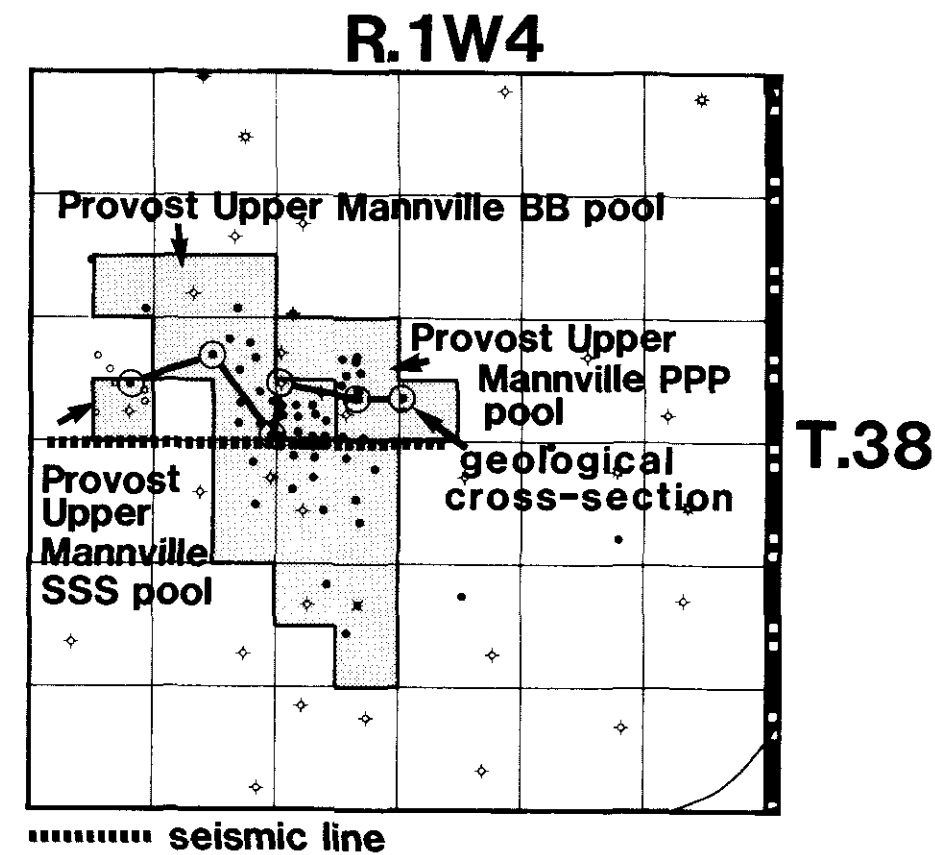 R.1W4
Provost Upper Mannville BB pool
Provost Upper
Mannville PPP
pool
T.38
geological
cross-section
Provost
Upper
Mannville
SSS pool
seismic line